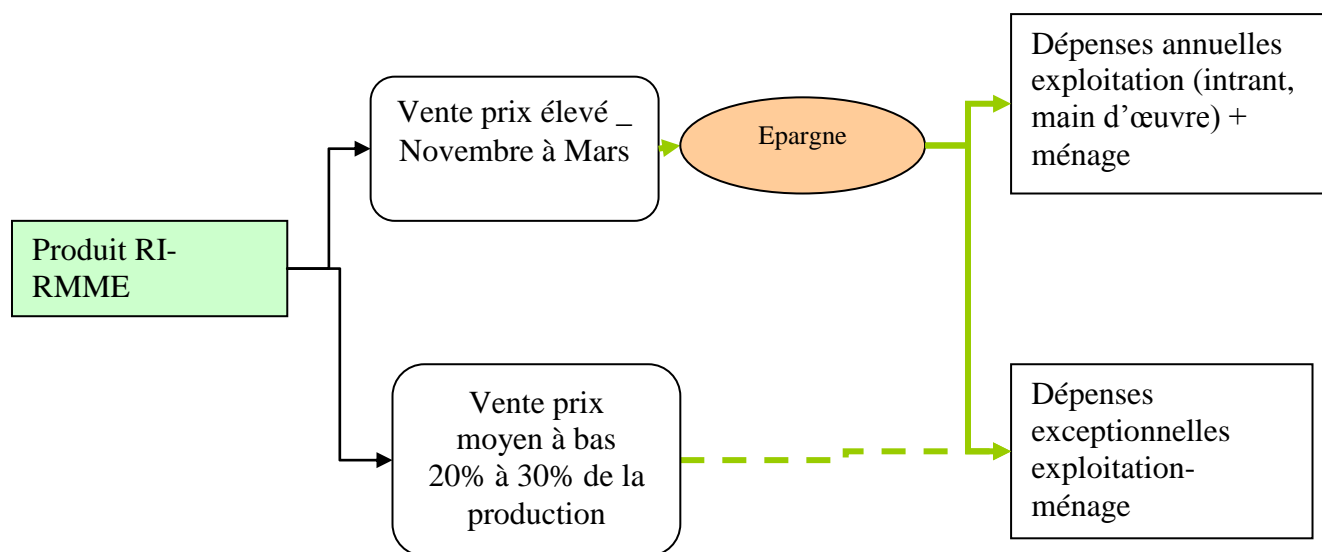 Dépenses annuelles
exploitation (intrant,
main d’œuvre) +
ménage
Vente prix élevé _
Novembre à Mars
Epargne
Produit RI-
RMME
Vente prix
moyen à bas
20% à 30% de la
production
Dépenses
exceptionnelles
exploitation-
ménage